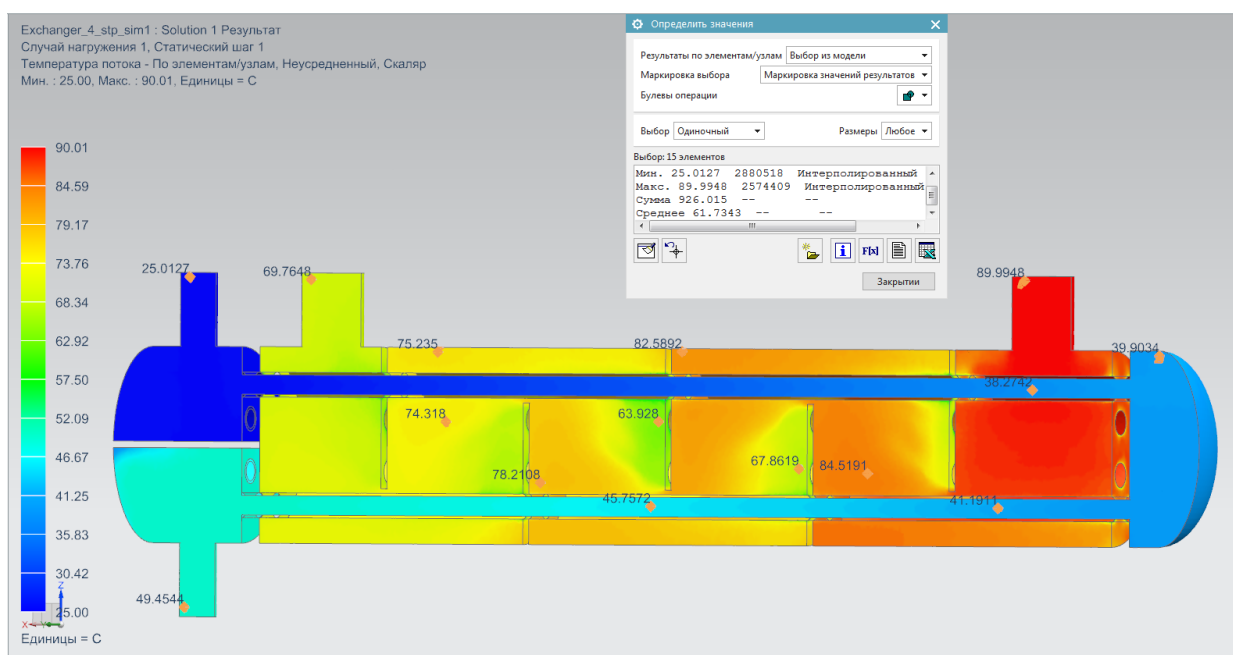 Exchanger_4_stp_sim1 : Solution 1 Результат
Случай нагружения 1, Статический шаг 1
Температура потока - По элементам/узлам, Неусредненный, Скаляр
Мин. : 25.00, Макс. : 90.01, Единицы = C
Определить значения
Результаты по элементам/узлам Выбор из модели
Маркировка выбора Маркировка значений результатов
Булевы операции
Выбор Одиночный Размеры Любое
Выбор: 15 элементов
Мин. 25.0127 2880518 Интерполированный
Макс. 89.9948 2574409 Интерполированный
Сумма 926.015 -- --
Среднее 61.7343 -- --
F(x)
Закрытии
90.01
84.59
79.17
73.76
68.34
62.92
57.50
52.09
46.67
41.25
35.83
30.42
25.00
Единицы = C
25.0127
69.7648
89.9948
75.235
82.5892
39.9034
38.2742
74.318
63.928
67.8619
84.5191
78.2108
45.7572
41.1911
49.4544
Z
X
Y